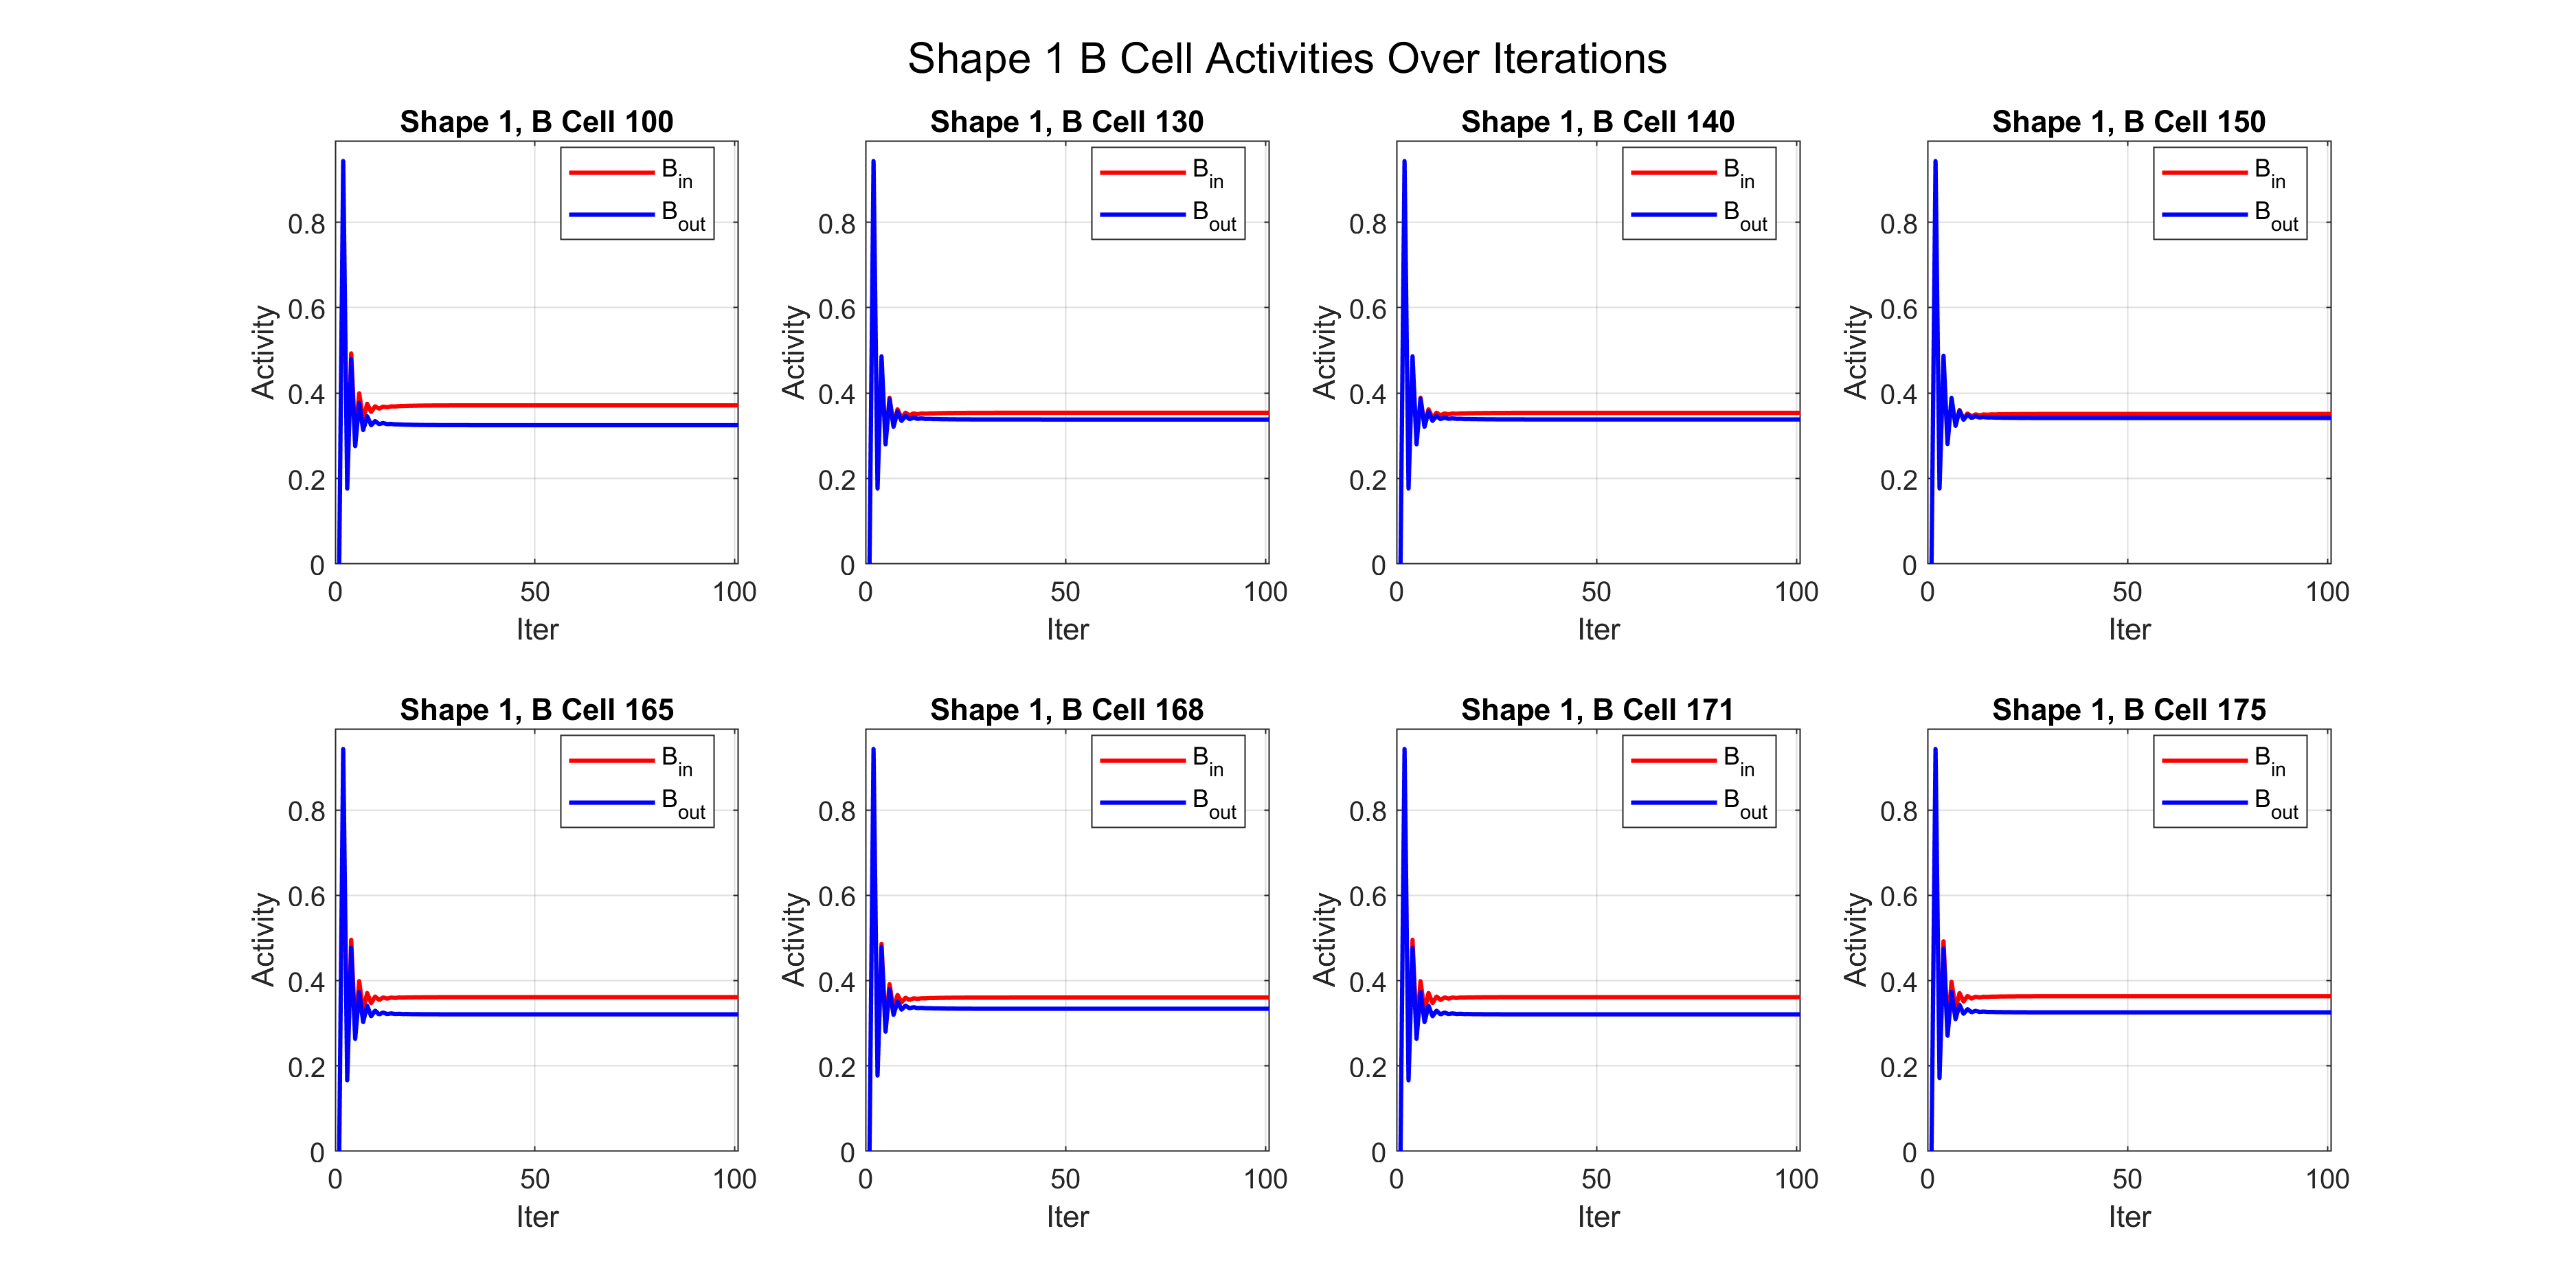 Shape 1 B Cell Activities Over Iterations
Shape 1, B Cell 100
B_in
B_out
Activity
0.8
0.6
0.4
0.2
0
0
50
100
Iter
Shape 1, B Cell 130
B_in
B_out
Activity
0.8
0.6
0.4
0.2
0
0
50
100
Iter
Shape 1, B Cell 140
B_in
B_out
Activity
0.8
0.6
0.4
0.2
0
0
50
100
Iter
Shape 1, B Cell 150
B_in
B_out
Activity
0.8
0.6
0.4
0.2
0
0
50
100
Iter
Shape 1, B Cell 165
B_in
B_out
Activity
0.8
0.6
0.4
0.2
0
0
50
100
Iter
Shape 1, B Cell 168
B_in
B_out
Activity
0.8
0.6
0.4
0.2
0
0
50
100
Iter
Shape 1, B Cell 171
B_in
B_out
Activity
0.8
0.6
0.4
0.2
0
0
50
100
Iter
Shape 1, B Cell 175
B_in
B_out
Activity
0.8
0.6
0.4
0.2
0
0
50
100
Iter